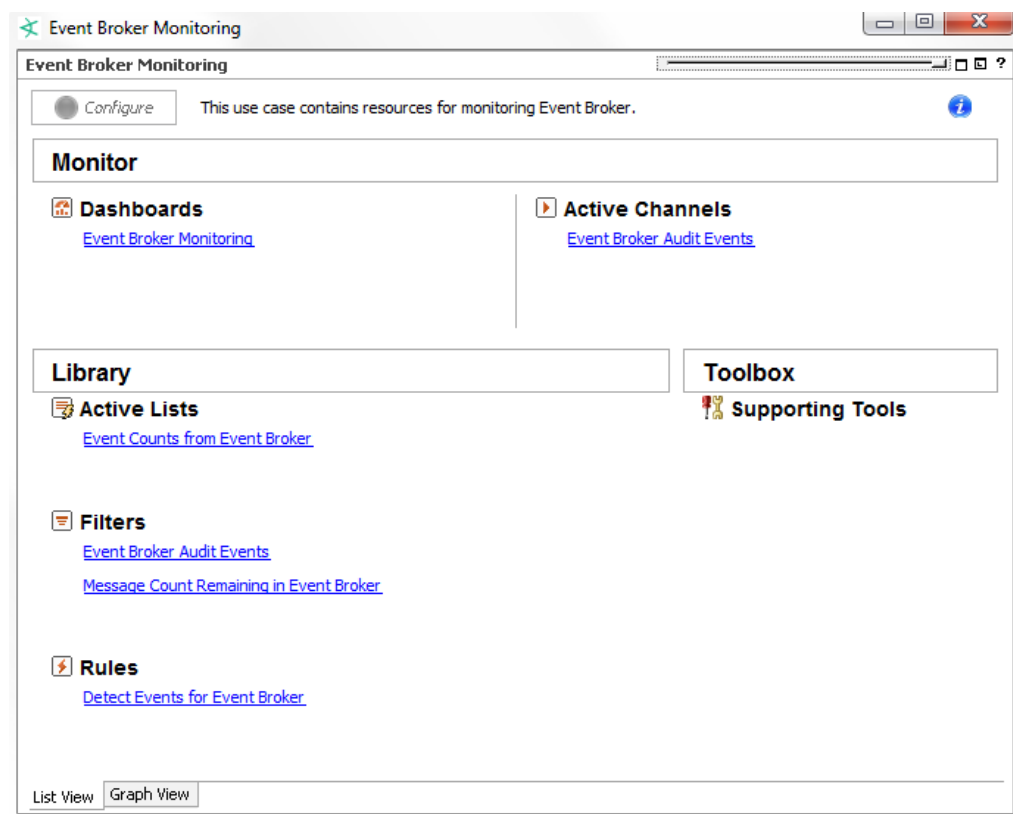 Event Broker Monitoring
Event Broker Monitoring ?
Configure This use case contains resources for monitoring Event Broker. i
Monitor
Dashboards
Event Broker Monitoring
Active Channels
Event Broker Audit Events
Library
Active Lists
Event Counts from Event Broker
Filters
Event Broker Audit Events
Message Count Remaining in Event Broker
Rules
Detect Events for Event Broker
Toolbox
Supporting Tools
List View Graph View